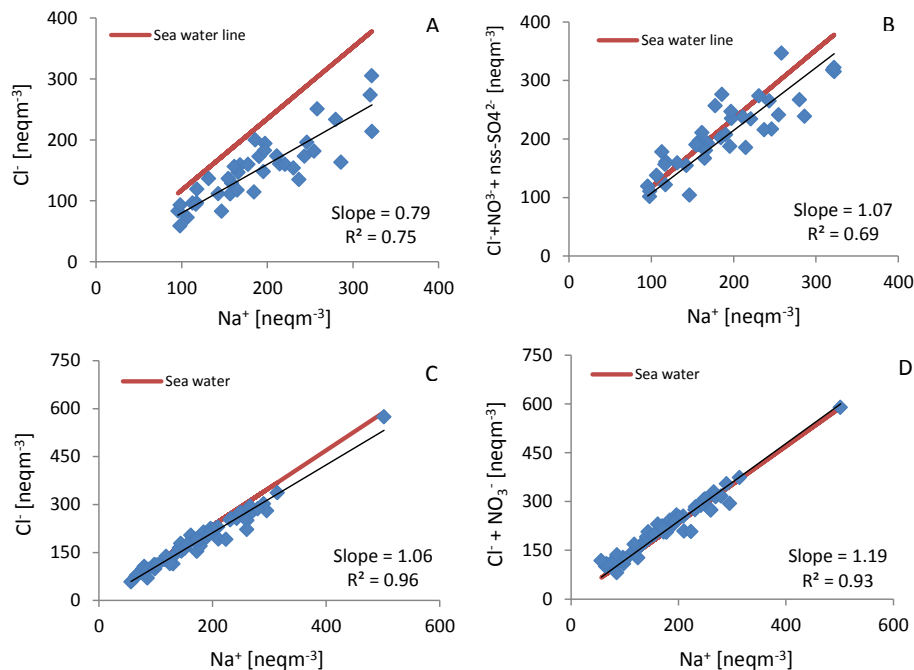 Sea water line
A
Cl⁻ [neqm⁻³]
400
300
200
100
0
Slope = 0.79
R² = 0.75
0 100 200 300 400
Na⁺ [neqm⁻³]
Sea water line
B
Cl⁻+NO³⁻+ nss-SO4²⁻ [neqm⁻³]
400
300
200
100
0
Slope = 1.07
R² = 0.69
0 100 200 300 400
Na⁺ [neqm⁻³]
Sea water
C
Cl⁻ [neqm⁻³]
750
600
450
300
150
0
Slope = 1.06
R² = 0.96
0 200 400 600
Na⁺ [neqm⁻³]
Sea water
D
Cl⁻ + NO₃⁻ [neqm⁻³]
750
600
450
300
150
0
Slope = 1.19
R² = 0.93
0 200 400 600
Na⁺ [neqm⁻³]